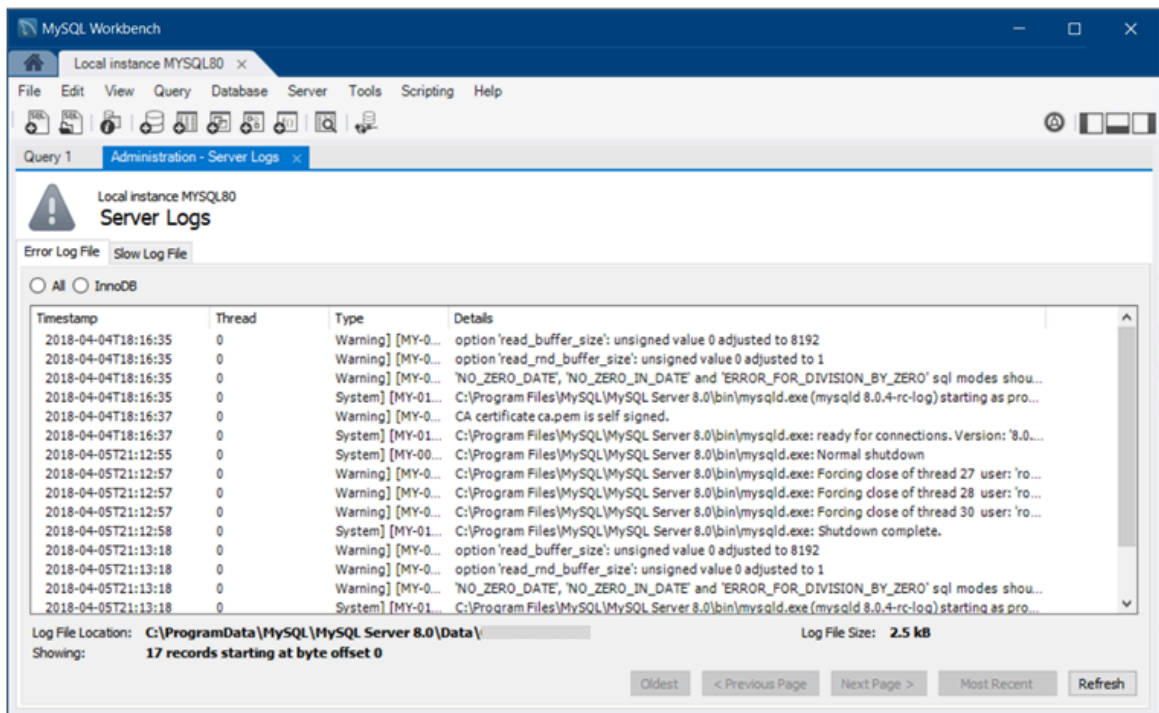 MySQL Workbench
Local instance MYSQL80
File Edit View Query Database Server Tools Scripting Help
Query 1 Administration - Server Logs
Local instance MYSQL80
Server Logs
Error Log File Slow Log File
All InnoDB
Timestamp Thread Type Details
2018-04-04T18:16:35 0 Warning] [MY-0... option 'read_buffer_size': unsigned value 0 adjusted to 8192
2018-04-04T18:16:35 0 Warning] [MY-0... option 'read_rnd_buffer_size': unsigned value 0 adjusted to 1
2018-04-04T18:16:35 0 Warning] [MY-0... 'NO_ZERO_DATE', 'NO_ZERO_IN_DATE' and 'ERROR_FOR_DIVISION_BY_ZERO' sql modes shou...
2018-04-04T18:16:35 0 System] [MY-01... C:\Program Files\MySQL\MySQL Server 8.0\bin\mysqld.exe (mysqld 8.0.4-rc-log) starting as pro...
2018-04-04T18:16:37 0 Warning] [MY-0... CA certificate ca.pem is self signed.
2018-04-04T18:16:37 0 System] [MY-01... C:\Program Files\MySQL\MySQL Server 8.0\bin\mysqld.exe: ready for connections. Version: '8.0....
2018-04-05T21:12:55 0 System] [MY-00... C:\Program Files\MySQL\MySQL Server 8.0\bin\mysqld.exe: Normal shutdown
2018-04-05T21:12:57 0 Warning] [MY-0... C:\Program Files\MySQL\MySQL Server 8.0\bin\mysqld.exe: Forcing close of thread 27 user: 'ro...
2018-04-05T21:12:57 0 Warning] [MY-0... C:\Program Files\MySQL\MySQL Server 8.0\bin\mysqld.exe: Forcing close of thread 28 user: 'ro...
2018-04-05T21:12:57 0 Warning] [MY-0... C:\Program Files\MySQL\MySQL Server 8.0\bin\mysqld.exe: Forcing close of thread 30 user: 'ro...
2018-04-05T21:12:58 0 System] [MY-01... C:\Program Files\MySQL\MySQL Server 8.0\bin\mysqld.exe: Shutdown complete.
2018-04-05T21:13:18 0 Warning] [MY-0... option 'read_buffer_size': unsigned value 0 adjusted to 8192
2018-04-05T21:13:18 0 Warning] [MY-0... option 'read_rnd_buffer_size': unsigned value 0 adjusted to 1
2018-04-05T21:13:18 0 Warning] [MY-0... 'NO_ZERO_DATE', 'NO_ZERO_IN_DATE' and 'ERROR_FOR_DIVISION_BY_ZERO' sql modes shou...
2018-04-05T21:13:18 0 System] [MY-01... C:\Program Files\MySQL\MySQL Server 8.0\bin\mysqld.exe (mysqld 8.0.4-rc-log) starting as pro...
Log File Location: C:\ProgramData\MySQL\MySQL Server 8.0\Data\ Log File Size: 2.5 kB
Showing: 17 records starting at byte offset 0
Oldest < Previous Page Next Page > Most Recent Refresh